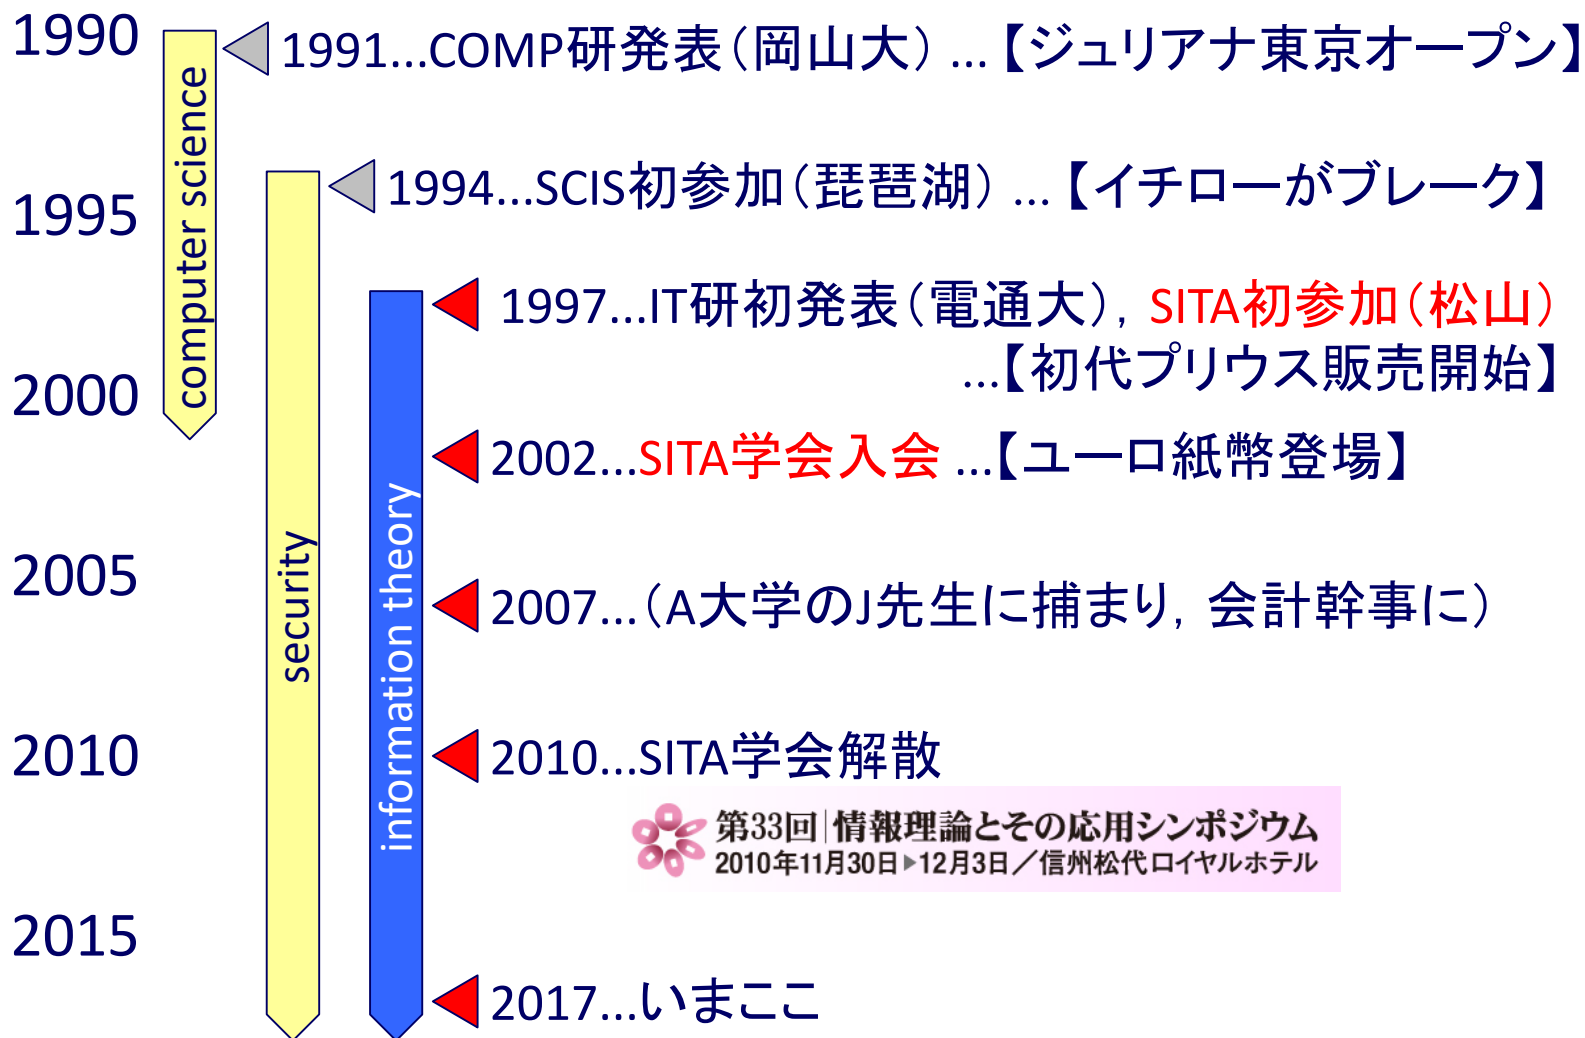 1990
1991...COMP研発表（岡山大） ...【ジュリアナ東京オープン】
computer science
1994...SCIS初参加（琵琶湖） ...【イチローがブレーク】
1995
1997...IT研初発表（電通大），SITA初参加（松山）
...【初代プリウス販売開始】
2000
2002...SITA学会入会 ...【ユーロ紙幣登場】
security
information theory
2005
2007...（A大学のJ先生に捕まり，会計幹事に）
2010
2010...SITA学会解散
第33回|情報理論とその応用シンポジウム
2010年11月30日▶12月3日／信州松代ロイヤルホテル
2015
2017...いまここ